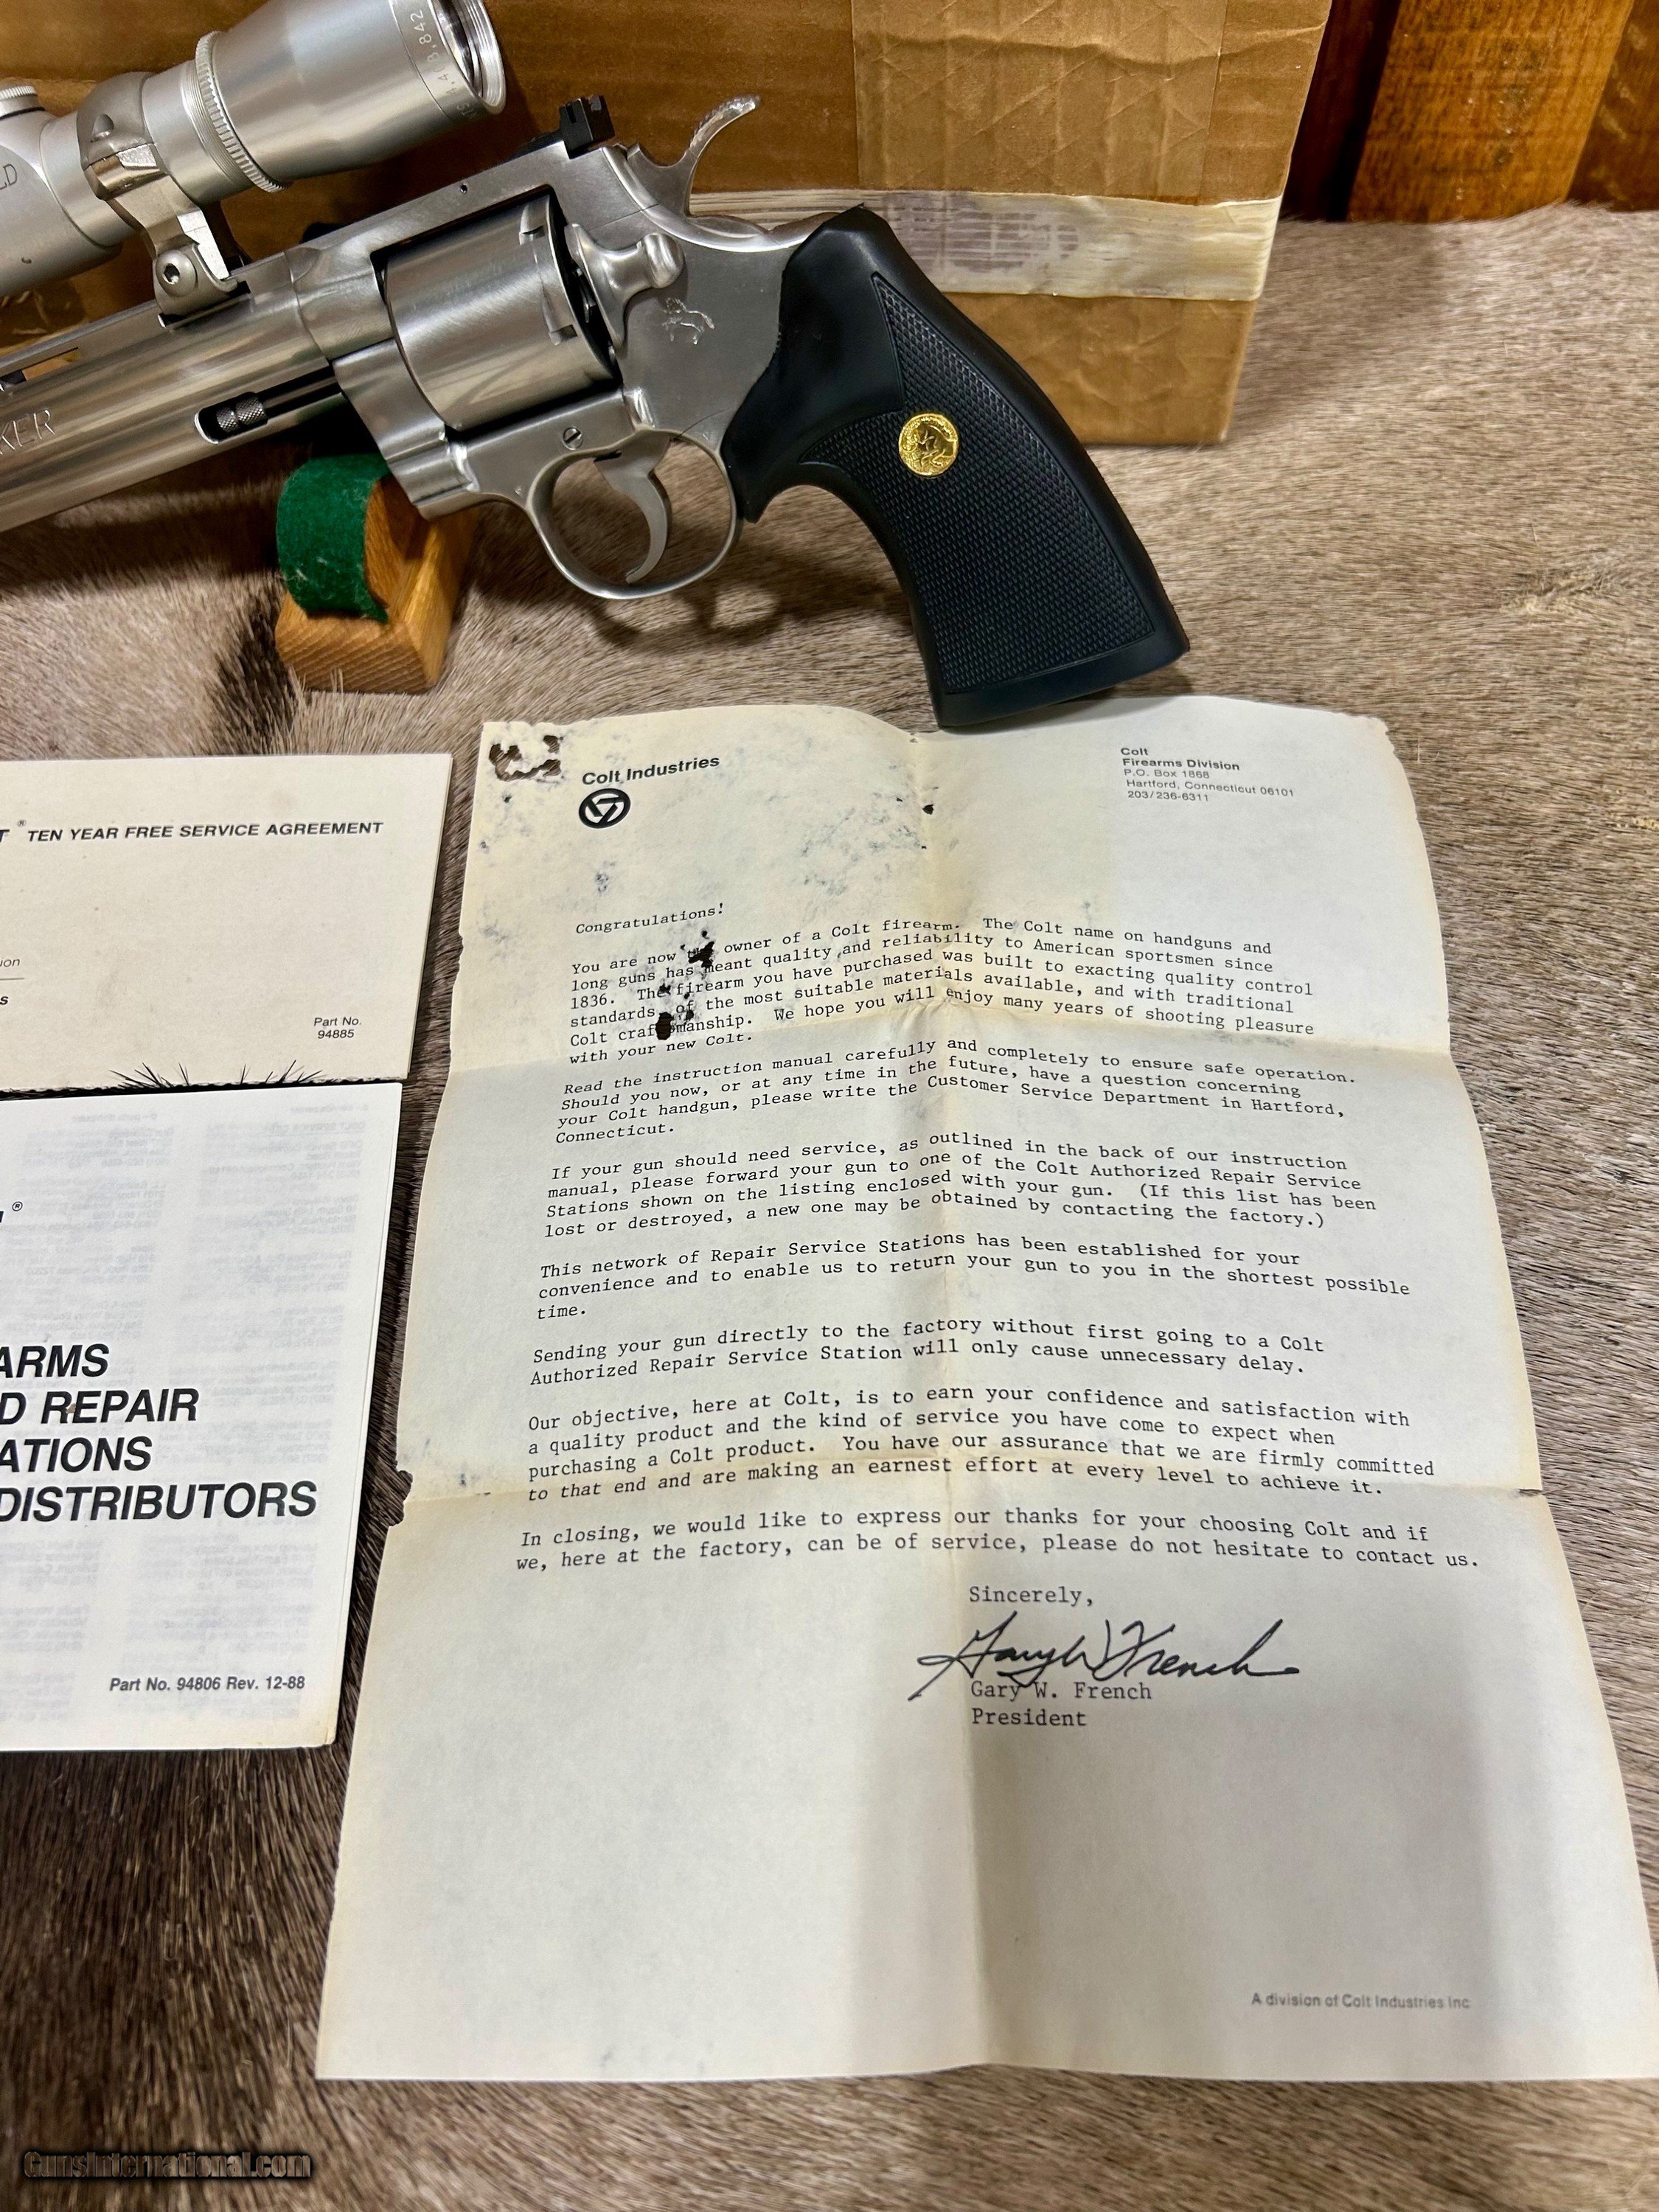 4,8,842
LD
KER
Colt Industries
Colt
Firearms Division
P.O. Box 1868
Hartford, Connecticut 06101
203/236-6311
Congratulations!
You are now owner of a Colt firearm. The Colt name on handguns and
long guns has meant quality and reliability to American sportsmen since
1836. The firearm you have purchased was built to exacting quality control
standards of the most suitable materials available, and with traditional
Colt craf manship. We hope you will enjoy many years of shooting pleasure
with your new Colt.
Read the instruction manual carefully and completely to ensure safe operation.
Should you now, or at any time in the future, have a question concerning
your Colt handgun, please write the Customer Service Department in Hartford,
Connecticut.
If your gun should need service, as outlined in the back of our instruction
manual, please forward your gun to one of the Colt Authorized Repair Service
Stations shown on the listing enclosed with your gun. (If this list has been
lost or destroyed, a new one may be obtained by contacting the factory.)
This network of Repair Service Stations has been established for your
convenience and to enable us to return your gun to you in the shortest possible
time.
Sending your gun directly to the factory without first going to a Colt
Authorized Repair Service Station will only cause unnecessary delay.
Our objective, here at Colt, is to earn your confidence and satisfaction with
a quality product and the kind of service you have come to expect when
purchasing a Colt product. You have our assurance that we are firmly committed
to that end and are making an earnest effort at every level to achieve it.
In closing, we would like to express our thanks for your choosing Colt and if
we, here at the factory, can be of service, please do not hesitate to contact us.
Sincerely,
Gary W. French
Gary W. French
President
A division of Colt Industries Inc
T ® TEN YEAR FREE SERVICE AGREEMENT
ion
s
Part No.
94885
®
ARMS
D REPAIR
ATIONS
DISTRIBUTORS
Part No. 94806 Rev. 12-88
GunsInternational.com